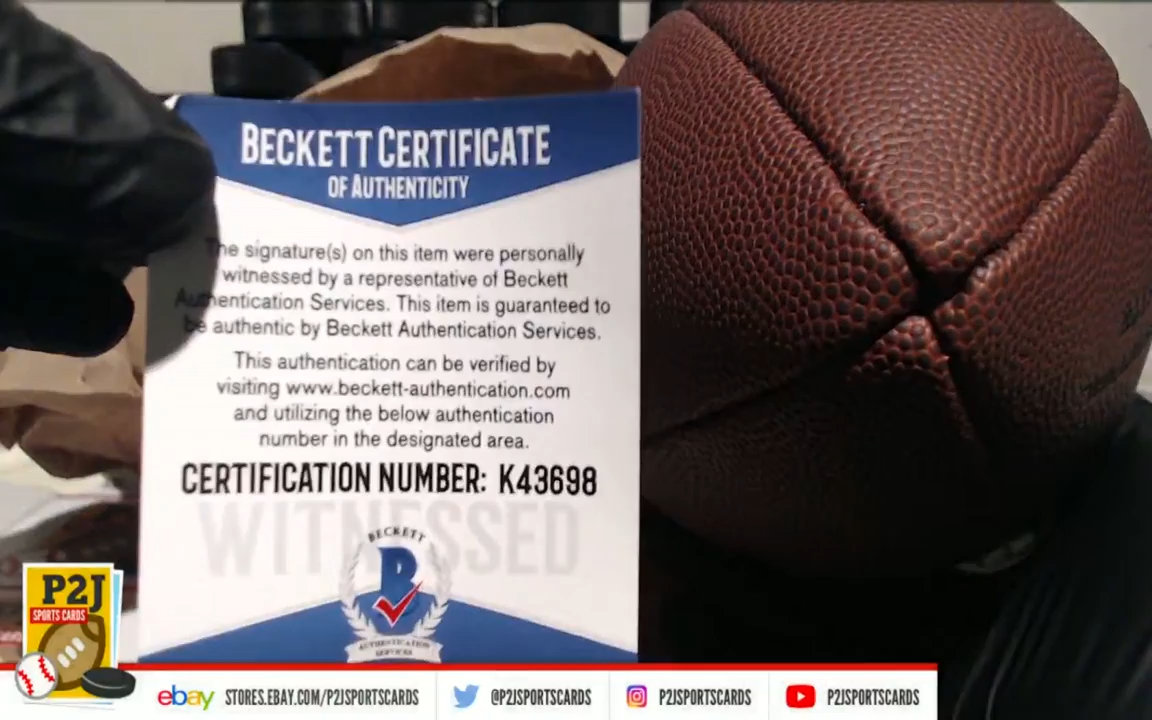 BECKETT CERTIFICATE
OF AUTHENTICITY
The signature(s) on this item were personally
witnessed by a representative of Beckett
Authentication Services. This item is guaranteed to
be authentic by Beckett Authentication Services.
This authentication can be verified by
visiting www.beckett-authentication.com
and utilizing the below authentication
number in the designated area.
CERTIFICATION NUMBER: K43698
WITNESSED
BECKETT
B
AUTHENTICATION
SERVICES
P2J
SPORTS CARDS
ebay STORES.EBAY.COM/P2JSPORTSCARDS @P2JSPORTSCARDS P2JSPORTSCARDS P2JSPORTSCARDS